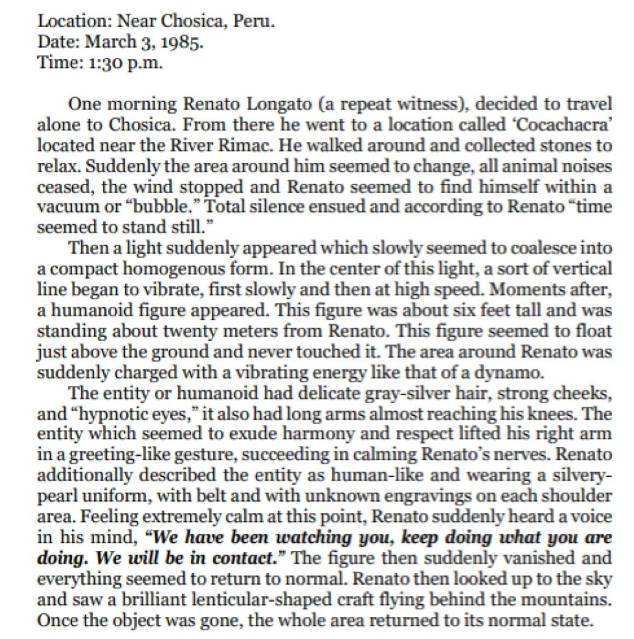 Location: Near Chosica, Peru.
Date: March 3, 1985.
Time: 1:30 p.m.
One morning Renato Longato (a repeat witness), decided to travel
alone to Chosica. From there he went to a location called ‘Cocachacra’
located near the River Rimac. He walked around and collected stones to
relax. Suddenly the area around him seemed to change, all animal noises
ceased, the wind stopped and Renato seemed to find himself within a
vacuum or “bubble.” Total silence ensued and according to Renato “time
seemed to stand still.”
Then a light suddenly appeared which slowly seemed to coalesce into
a compact homogenous form. In the center of this light, a sort of vertical
line began to vibrate, first slowly and then at high speed. Moments after,
a humanoid figure appeared. This figure was about six feet tall and was
standing about twenty meters from Renato. This figure seemed to float
just above the ground and never touched it. The area around Renato was
suddenly charged with a vibrating energy like that of a dynamo.
The entity or humanoid had delicate gray-silver hair, strong cheeks,
and “hypnotic eyes,” it also had long arms almost reaching his knees. The
entity which seemed to exude harmony and respect lifted his right arm
in a greeting-like gesture, succeeding in calming Renato’s nerves. Renato
additionally described the entity as human-like and wearing a silvery-
pearl uniform, with belt and with unknown engravings on each shoulder
area. Feeling extremely calm at this point, Renato suddenly heard a voice
in his mind, “We have been watching you, keep doing what you are
doing. We will be in contact.” The figure then suddenly vanished and
everything seemed to return to normal. Renato then looked up to the sky
and saw a brilliant lenticular-shaped craft flying behind the mountains.
Once the object was gone, the whole area returned to its normal state.